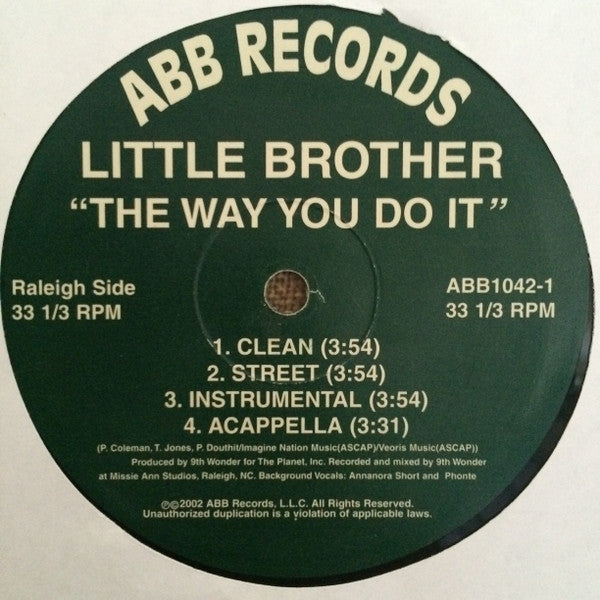 ABB RECORDS
LITTLE BROTHER
“THE WAY YOU DO IT”
Raleigh Side
33 1/3 RPM
ABB1042-1
33 1/3 RPM
1. CLEAN (3:54)
2. STREET (3:54)
3. INSTRUMENTAL (3:54)
4. ACAPPELLA (3:31)
(P. Coleman, T. Jones, P. Douthit/Imagine Nation Music(ASCAP)/Veoris Music(ASCAP))
Produced by 9th Wonder for The Planet, Inc. Recorded and mixed by 9th Wonder
at Missie Ann Studios, Raleigh, NC. Background Vocals: Annanora Short and Phonte
℗©2002 ABB Records, L.L.C. All Rights Reserved.
Unauthorized duplication is a violation of applicable laws.